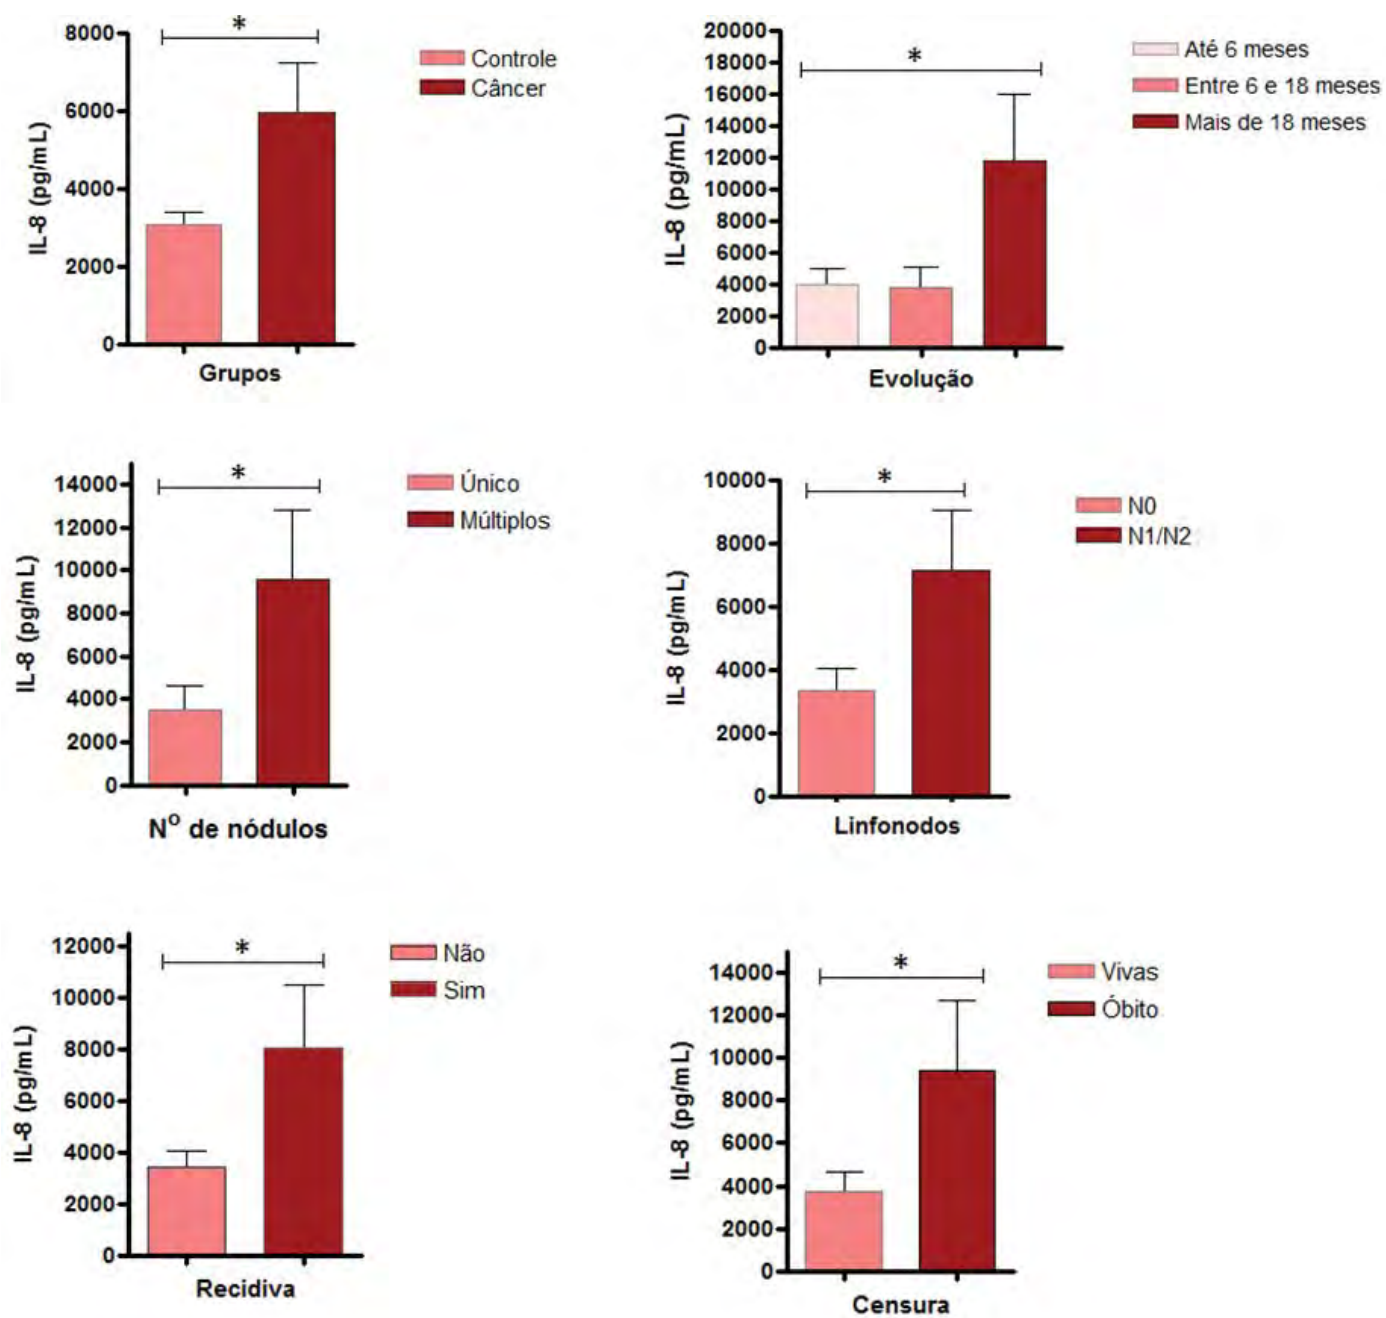 *
8000
6000
4000
2000
0
IL-8 (pg/mL)
Grupos
Controle
Câncer
*
20000
18000
16000
14000
12000
10000
8000
6000
4000
2000
0
IL-8 (pg/mL)
Evolução
Até 6 meses
Entre 6 e 18 meses
Mais de 18 meses
*
14000
12000
10000
8000
6000
4000
2000
0
IL-8 (pg/mL)
Nº de nódulos
Único
Múltiplos
*
10000
8000
6000
4000
2000
0
IL-8 (pg/mL)
Linfonodos
N0
N1/N2
*
12000
10000
8000
6000
4000
2000
0
IL-8 (pg/mL)
Recidiva
Não
Sim
*
14000
12000
10000
8000
6000
4000
2000
0
IL-8 (pg/mL)
Censura
Vivas
Óbito